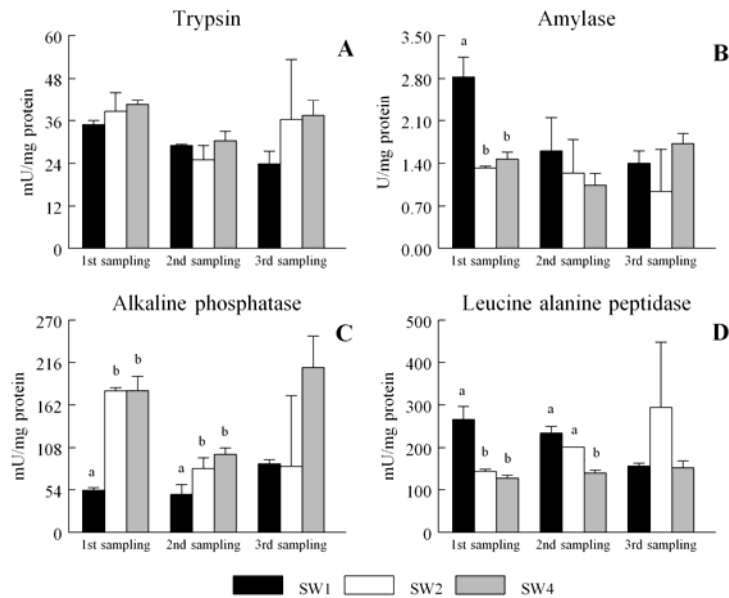 Trypsin
A
60
48
36
24
12
0
mU/mg protein
1st sampling 2nd sampling 3rd sampling
Amylase
B
3.50
2.80
2.10
1.40
0.70
0.00
U/mg protein
a
b b
1st sampling 2nd sampling 3rd sampling
Alkaline phosphatase
C
270
216
162
108
54
0
mU/mg protein
a b b
a b b
1st sampling 2nd sampling 3rd sampling
Leucine alanine peptidase
D
500
400
300
200
100
0
mU/mg protein
a b b
a a b
1st sampling 2nd sampling 3rd sampling
SW1 SW2 SW4